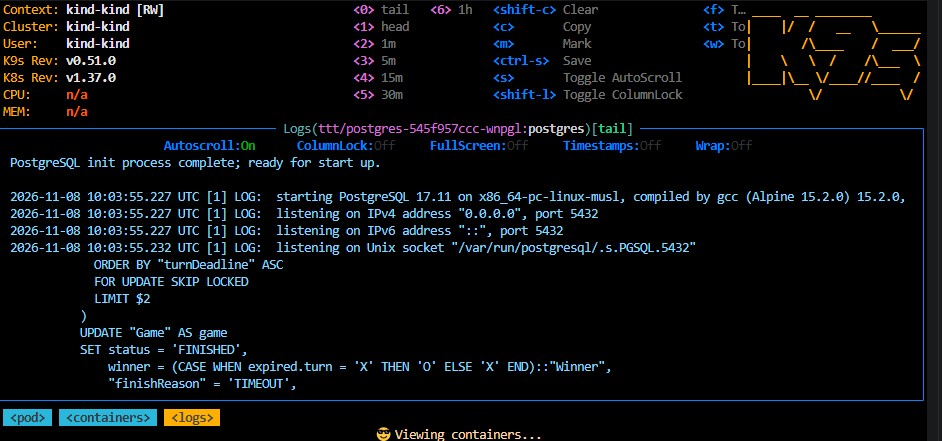 Context: kind-kind [RW] <0> tail <6> 1h <shift-c> Clear <f> T…
Cluster: kind-kind <1> head <c> Copy <t> To
User: kind-kind <2> 1m <m> Mark <w> To
K9s Rev: v0.51.0 <3> 5m <ctrl-s> Save
K8s Rev: v1.37.0 <4> 15m <s> Toggle AutoScroll
CPU: n/a <5> 30m <shift-l> Toggle ColumnLock
MEM: n/a
Logs(ttt/postgres-545f957ccc-wnpgl:postgres)[tail]
Autoscroll:On ColumnLock:Off FullScreen:Off Timestamps:Off Wrap:Off
PostgreSQL init process complete; ready for start up.
2026-11-08 10:03:55.227 UTC [1] LOG:  starting PostgreSQL 17.11 on x86_64-pc-linux-musl, compiled by gcc (Alpine 15.2.0) 15.2.0,
2026-11-08 10:03:55.227 UTC [1] LOG:  listening on IPv4 address "0.0.0.0", port 5432
2026-11-08 10:03:55.227 UTC [1] LOG:  listening on IPv6 address "::", port 5432
2026-11-08 10:03:55.232 UTC [1] LOG:  listening on Unix socket "/var/run/postgresql/.s.PGSQL.5432"
ORDER BY "turnDeadline" ASC
FOR UPDATE SKIP LOCKED
LIMIT $2
)
UPDATE "Game" AS game
SET status = 'FINISHED',
winner = (CASE WHEN expired.turn = 'X' THEN 'O' ELSE 'X' END)::"Winner",
"finishReason" = 'TIMEOUT',
<pod> <containers> <logs>
Viewing containers...